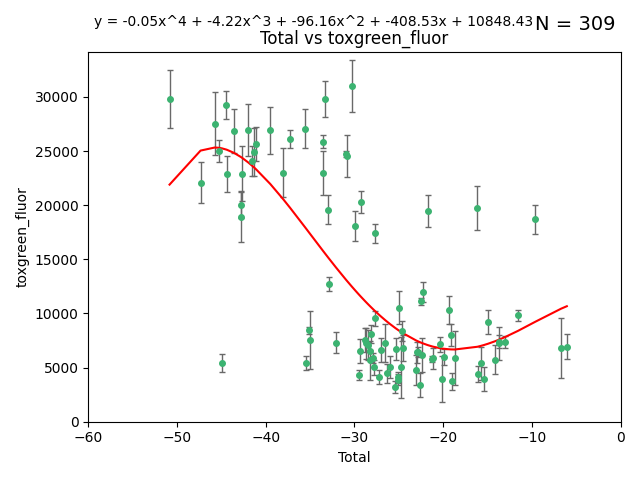 y = -0.05x^4 + -4.22x^3 + -96.16x^2 + -408.53x + 10848.43
N = 309
Total vs toxgreen_fluor
30000
25000
20000
15000
10000
5000
0
toxgreen_fluor
−60 −50 −40 −30 −20 −10 0
Total